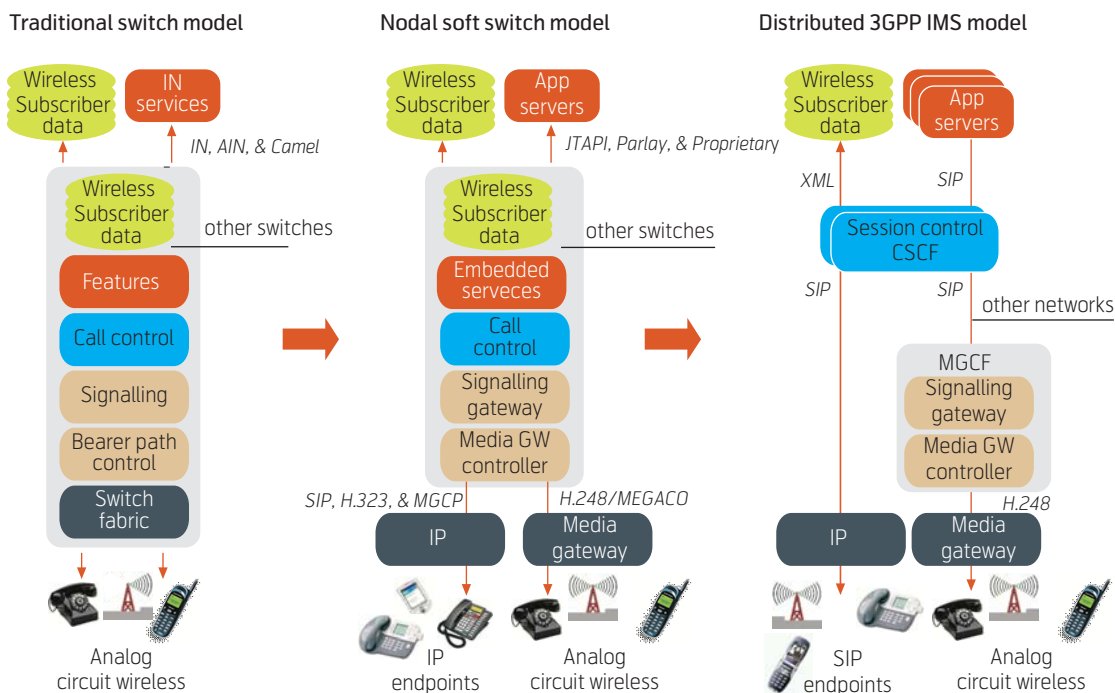 Traditional switch model
Wireless
Subscriber
data
IN
services
IN, AIN, & Camel
Wireless
Subscriber
data
other switches
Features
Call control
Signalling
Bearer path
control
Switch
fabric
Analog
circuit wireless
Nodal soft switch model
Wireless
Subscriber
data
App
servers
JTAPI, Parlay, & Proprietary
Wireless
Subscriber
data
other switches
Embedded
serveces
Call
control
Signalling
gateway
Media GW
controller
SIP, H.323, & MGCP
H.248/MEGACO
IP
Media
gateway
IP
endpoints
Analog
circuit wireless
Distributed 3GPP IMS model
Wireless
Subscriber
data
App
servers
XML
SIP
Session control
CSCF
SIP
SIP
other networks
MGCF
Signalling
gateway
Media GW
controller
H.248
IP
Media
gateway
SIP
endpoints
Analog
circuit wireless